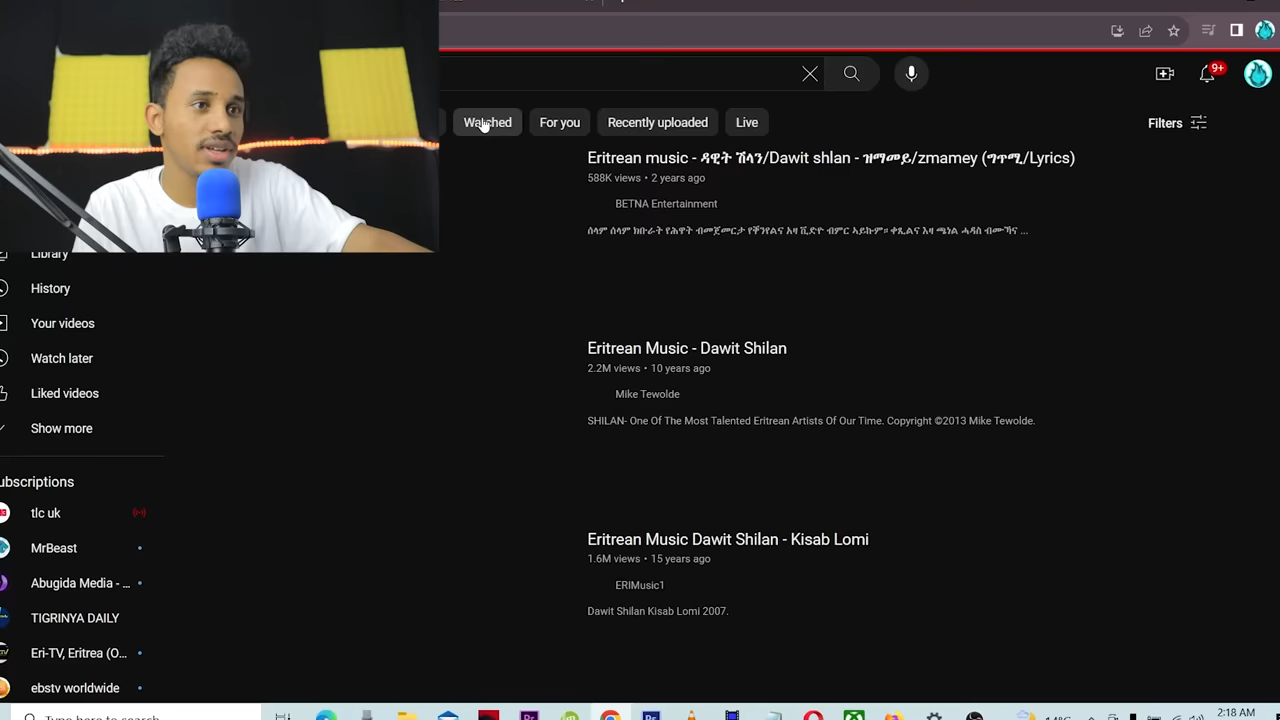 9+
Watched
For you
Recently uploaded
Live
Filters
Eritrean music - ዳዊት ሽላን/Dawit shlan - ዝማመይ/zmamey (ግጥሚ/Lyrics)
588K views • 2 years ago
BETNA Entertainment
Library
History
Your videos
Watch later
Liked videos
Show more
Eritrean Music - Dawit Shilan
2.2M views • 10 years ago
Mike Tewolde
SHILAN- One Of The Most Talented Eritrean Artists Of Our Time. Copyright ©2013 Mike Tewolde.
ubscriptions
tlc uk
MrBeast
Abugida Media - ...
TIGRINYA DAILY
Eri-TV, Eritrea (O...
ebstv worldwide
Eritrean Music Dawit Shilan - Kisab Lomi
1.6M views • 15 years ago
ERIMusic1
Dawit Shilan Kisab Lomi 2007.
Type here to search
2:18 AM